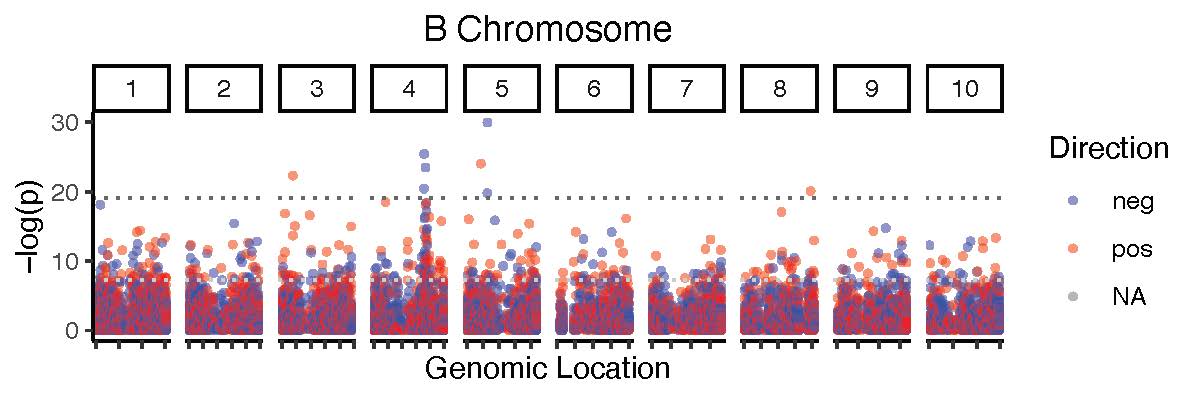 B Chromosome
1 2 3 4 5 6 7 8 9 10
30
20
10
0
−log(p)
Genomic Location
Direction
neg
pos
NA